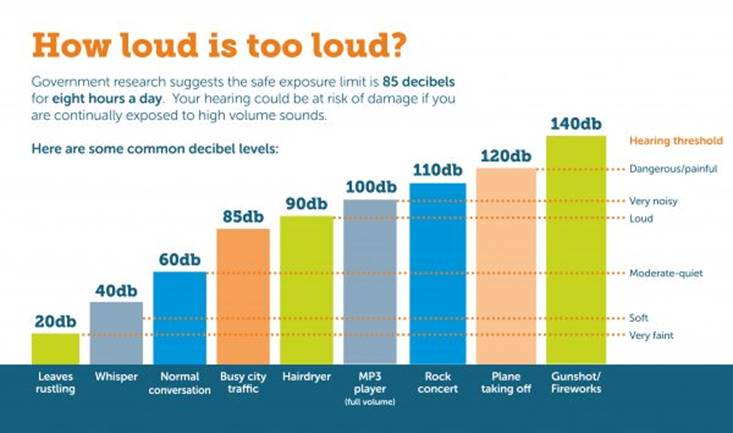 How loud is too loud?
Government research suggests the safe exposure limit is 85 decibels
for eight hours a day. Your hearing could be at risk of damage if you
are continually exposed to high volume sounds.
Here are some common decibel levels:
20db
40db
60db
85db
90db
100db
110db
120db
140db
Hearing threshold
Dangerous/painful
Very noisy
Loud
Moderate-quiet
Soft
Very faint
Leaves
rustling
Whisper
Normal
conversation
Busy city
traffic
Hairdryer
MP3
player
(full volume)
Rock
concert
Plane
taking off
Gunshot/
Fireworks